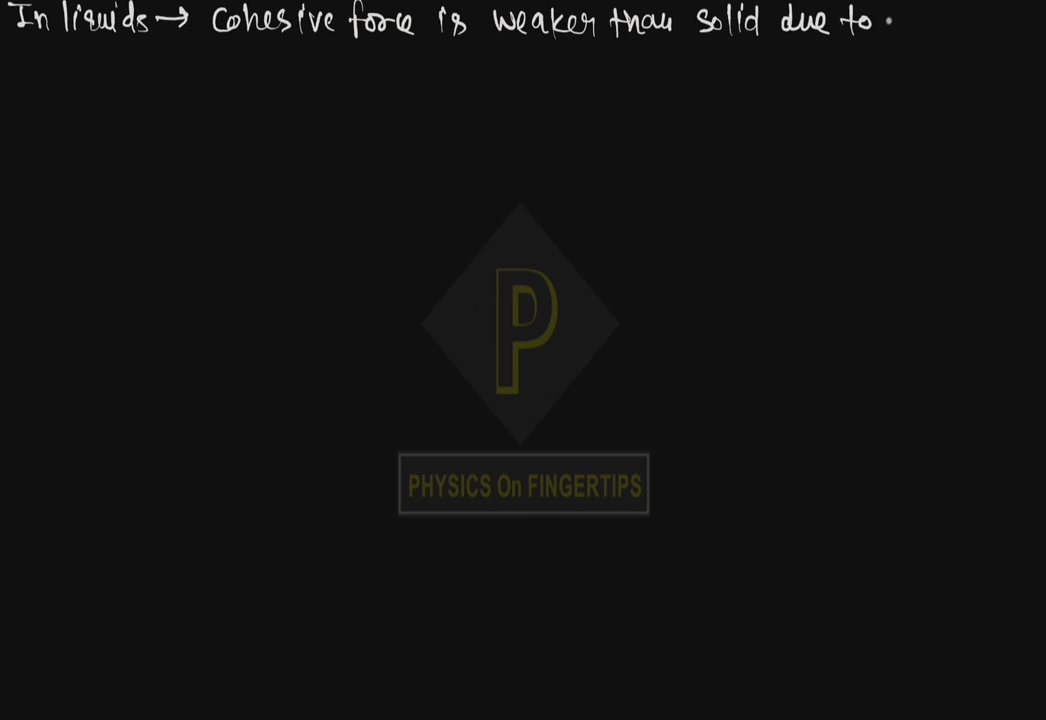 In liquids → Cohesive force is weaker than solid due to
P
PHYSICS On FINGERTIPS